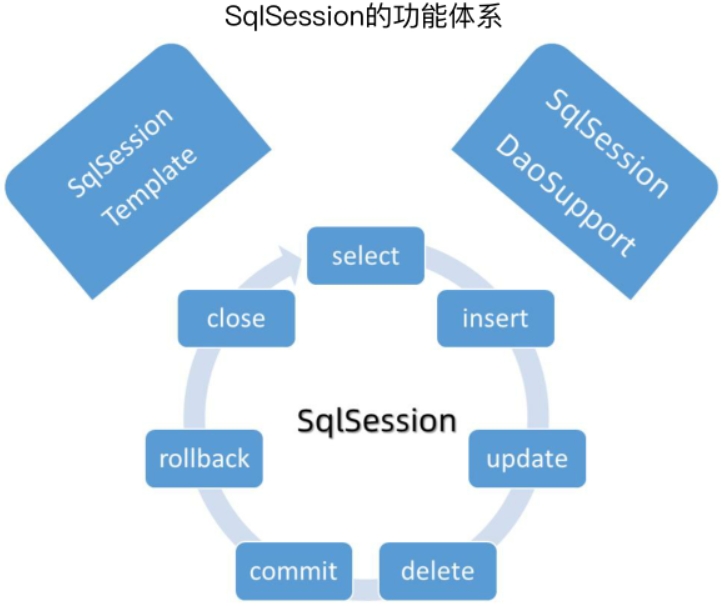 SqlSession的功能体系
SqlSession
Template
SqlSession
DaoSupport
select
insert
update
delete
commit
rollback
close
SqlSession